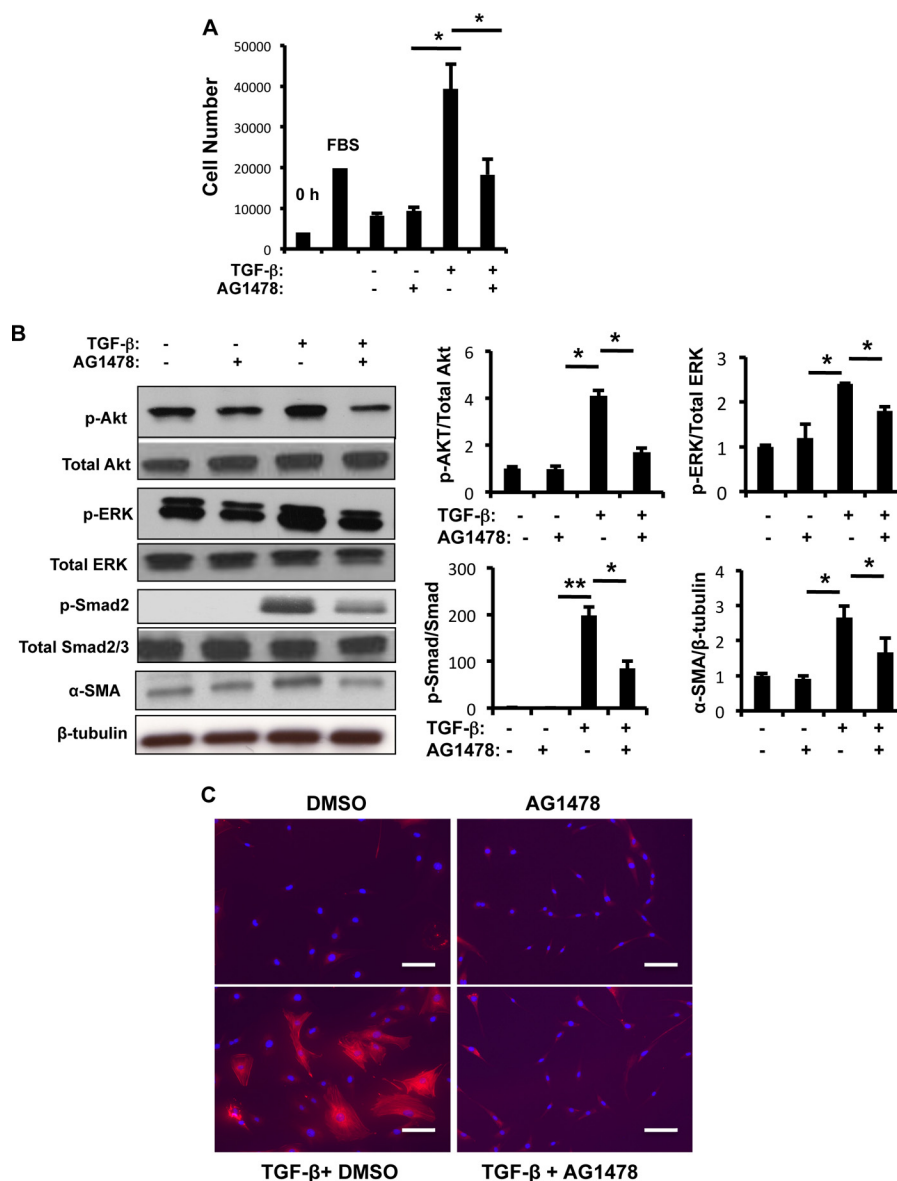 A
* *
50000
40000
30000
20000
10000
0
Cell Number
0 h
FBS
TGF-β: - - + +
AG1478: - + - +
B
TGF-β: - - + +
AG1478: - + - +
p-Akt
Total Akt
p-ERK
Total ERK
p-Smad2
Total Smad2/3
α-SMA
β-tubulin
p-AKT/Total Akt
6
4
2
0
* *
TGF-β: - - + +
AG1478: - + - +
p-ERK/Total ERK
3
2
1
0
* *
- - + +
- + - +
p-Smad/Smad
300
200
100
0
** *
TGF-β: - - + +
AG1478: - + - +
α-SMA/β-tubulin
4
3
2
1
0
* *
- - + +
- + - +
C
DMSO
AG1478
TGF-β+ DMSO
TGF-β + AG1478